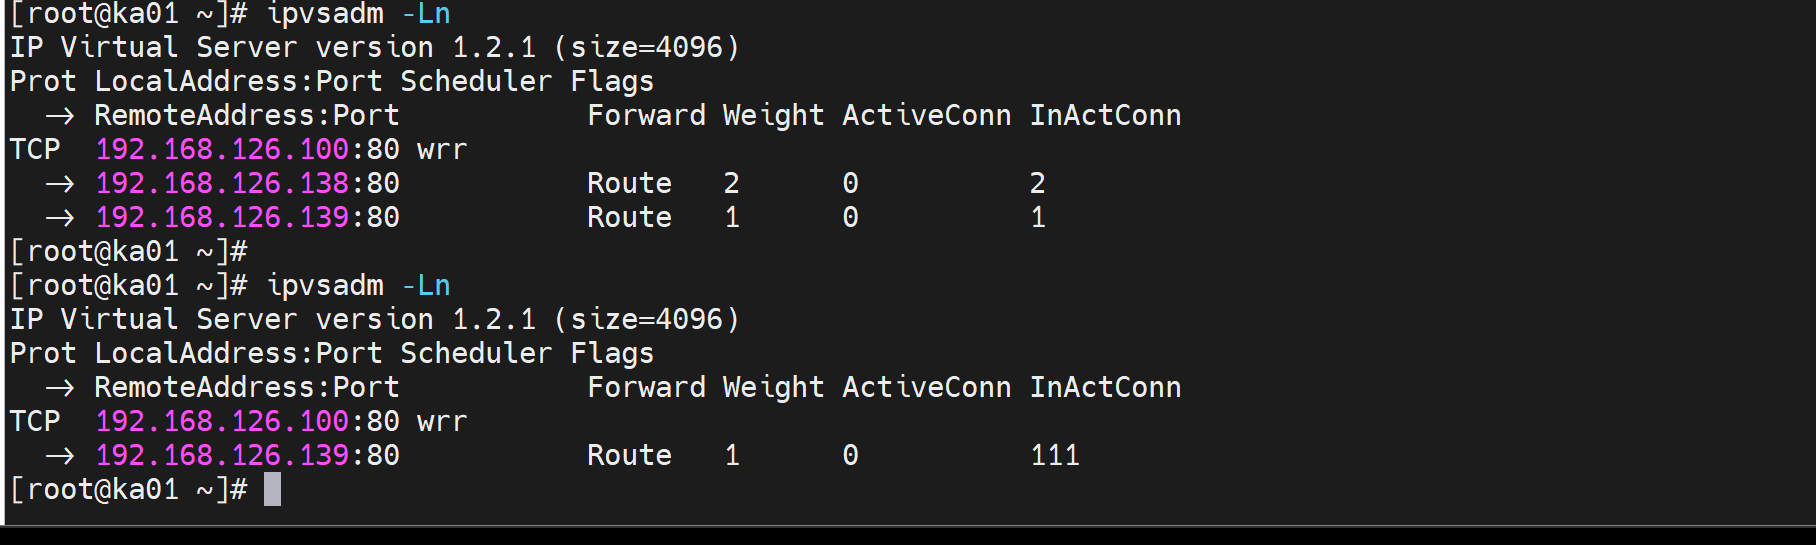 [root@ka01 ~]# ipvsadm -Ln
IP Virtual Server version 1.2.1 (size=4096)
Prot LocalAddress:Port Scheduler Flags
  -> RemoteAddress:Port           Forward Weight ActiveConn InActConn
TCP  192.168.126.100:80 wrr
  -> 192.168.126.138:80           Route   2      0          2
  -> 192.168.126.139:80           Route   1      0          1
[root@ka01 ~]#
[root@ka01 ~]# ipvsadm -Ln
IP Virtual Server version 1.2.1 (size=4096)
Prot LocalAddress:Port Scheduler Flags
  -> RemoteAddress:Port           Forward Weight ActiveConn InActConn
TCP  192.168.126.100:80 wrr
  -> 192.168.126.139:80           Route   1      0          111
[root@ka01 ~]#